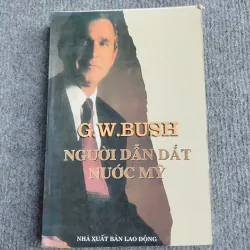 G.W.BUSH
NGƯỜI DẪN DẮT
NƯỚC MỸ
NHÀ XUẤT BẢN LAO ĐỘNG